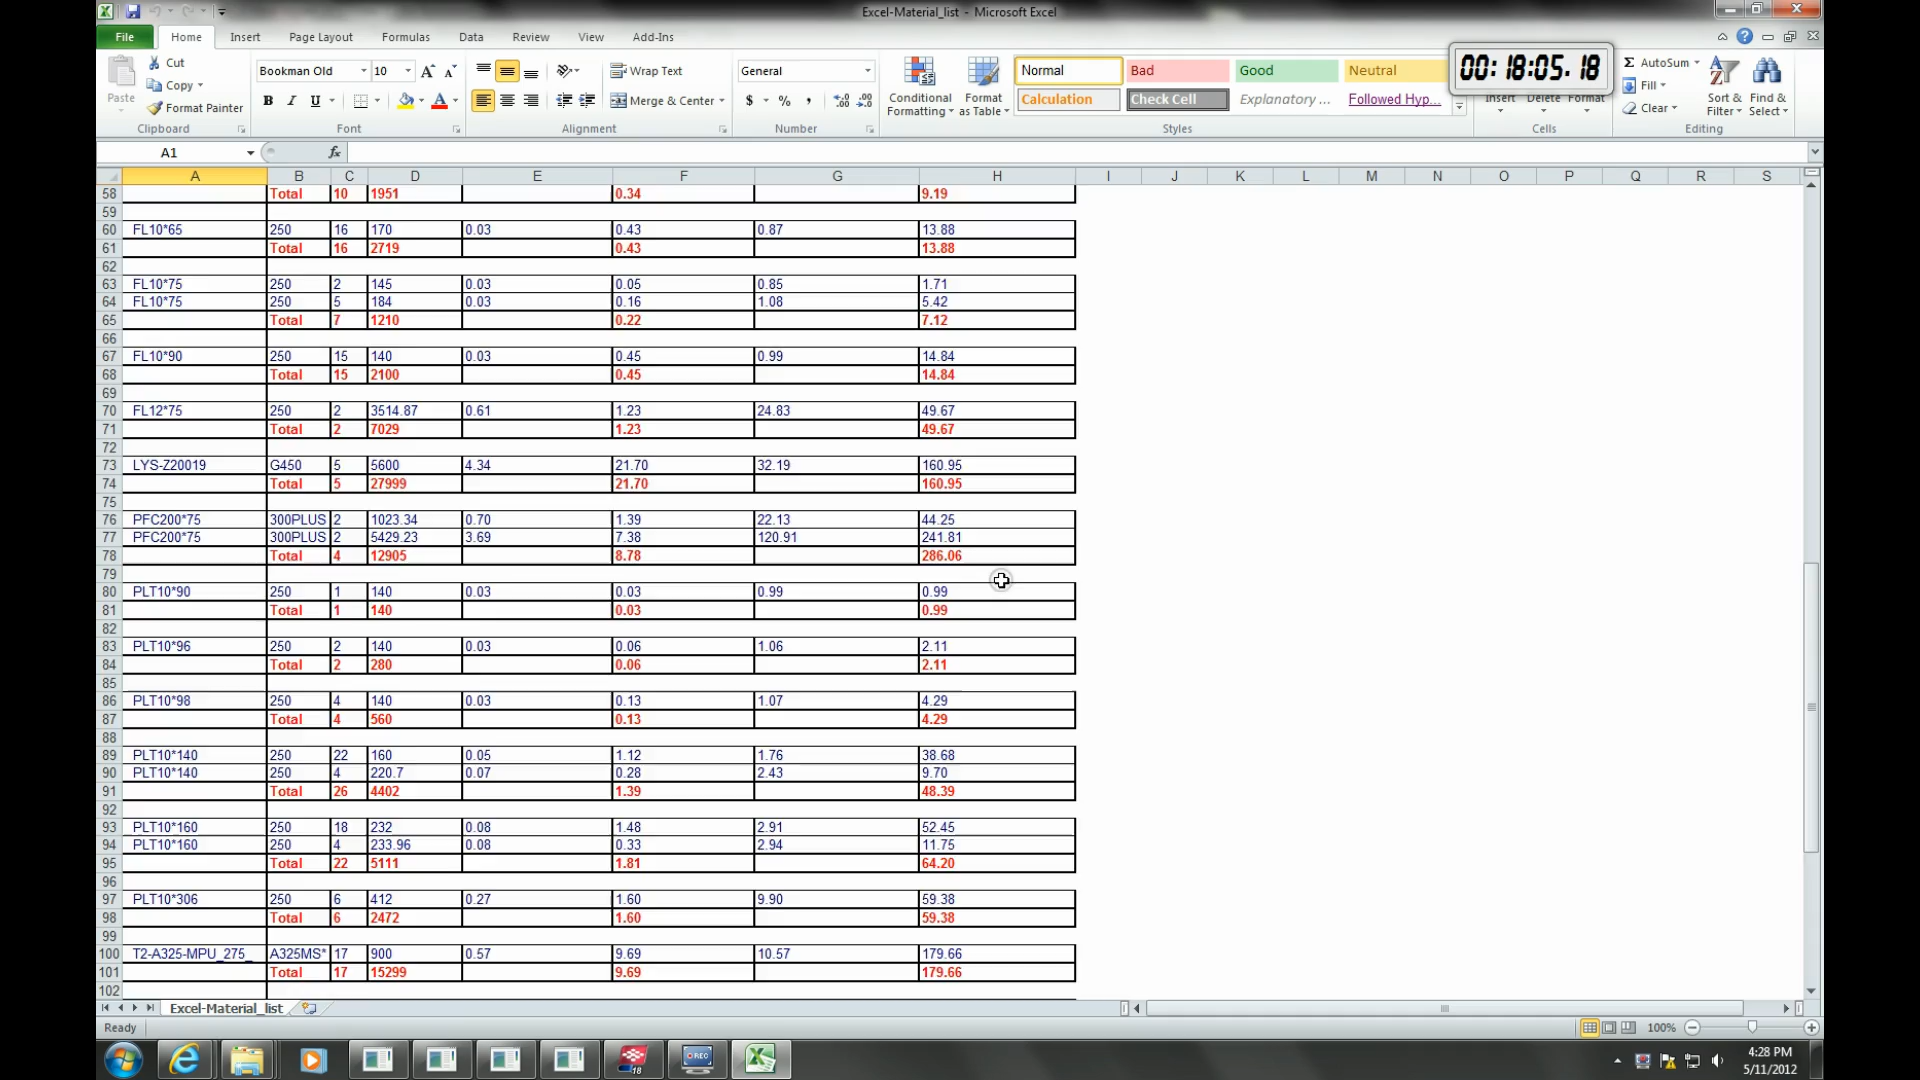 Excel-Material_list - Microsoft Excel
File Home Insert Page Layout Formulas Data Review View Add-Ins
Paste
Cut
Copy
Format Painter
Clipboard
Bookman Old 10
B I U
Font
Wrap Text
Merge & Center
Alignment
General
$ % ,
Number
Conditional Formatting
Format as Table
Normal Bad Good Neutral
Calculation Check Cell Explanatory ... Followed Hyp...
Styles
00:18:05.18
Insert Delete Format
Cells
Σ AutoSum
Fill
Clear
Sort & Filter
Find & Select
Editing
A1 fx
A B C D E F G H I J K L M N O P Q R S
58 Total 10 1951 0.34 9.19
59
60 FL10*65 250 16 170 0.03 0.43 0.87 13.88
61 Total 16 2719 0.43 13.88
62
63 FL10*75 250 2 145 0.03 0.05 0.85 1.71
64 FL10*75 250 5 184 0.03 0.16 1.08 5.42
65 Total 7 1210 0.22 7.12
66
67 FL10*90 250 15 140 0.03 0.45 0.99 14.84
68 Total 15 2100 0.45 14.84
69
70 FL12*75 250 2 3514.87 0.61 1.23 24.83 49.67
71 Total 2 7029 1.23 49.67
72
73 LYS-Z20019 G450 5 5600 4.34 21.70 32.19 160.95
74 Total 5 27999 21.70 160.95
75
76 PFC200*75 300PLUS 2 1023.34 0.70 1.39 22.13 44.25
77 PFC200*75 300PLUS 2 5429.23 3.69 7.38 120.91 241.81
78 Total 4 12905 8.78 286.06
79
80 PLT10*90 250 1 140 0.03 0.03 0.99 0.99
81 Total 1 140 0.03 0.99
82
83 PLT10*96 250 2 140 0.03 0.06 1.06 2.11
84 Total 2 280 0.06 2.11
85
86 PLT10*98 250 4 140 0.03 0.13 1.07 4.29
87 Total 4 560 0.13 4.29
88
89 PLT10*140 250 22 160 0.05 1.12 1.76 38.68
90 PLT10*140 250 4 220.7 0.07 0.28 2.43 9.70
91 Total 26 4402 1.39 48.39
92
93 PLT10*160 250 18 232 0.08 1.48 2.91 52.45
94 PLT10*160 250 4 233.96 0.08 0.33 2.94 11.75
95 Total 22 5111 1.81 64.20
96
97 PLT10*306 250 6 412 0.27 1.60 9.90 59.38
98 Total 6 2472 1.60 59.38
99
100 T2-A325-MPU_275_ A325MS* 17 900 0.57 9.69 10.57 179.66
101 Total 17 15299 9.69 179.66
102
Excel-Material_list
Ready 100%
REC
18
4:28 PM
5/11/2012